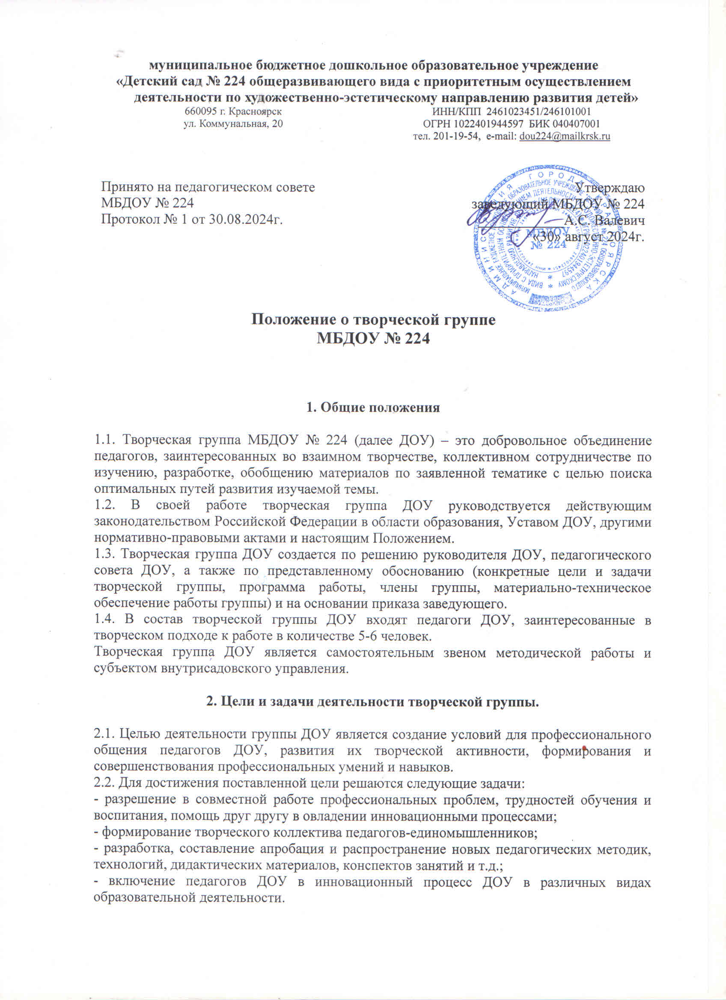 муниципальное бюджетное дошкольное образовательное учреждение
«Детский сад № 224 общеразвивающего вида с приоритетным осуществлением
деятельности по художественно-эстетическому направлению развития детей»
660095 г. Красноярск
ул. Коммунальная, 20
ИНН/КПП 2461023451/246101001
ОГРН 1022401944597 БИК 040407001
тел. 201-19-54, e-mail: dou224@mailkrsk.ru
Принято на педагогическом совете
МБДОУ № 224
Протокол № 1 от 30.08.2024г.
Утверждаю
заведующий МБДОУ № 224
А.С. Валевич
«30» август 2024г.
МБДОУ
№ 224
Положение о творческой группе
МБДОУ № 224
1. Общие положения
1.1. Творческая группа МБДОУ № 224 (далее ДОУ) – это добровольное объединение
педагогов, заинтересованных во взаимном творчестве, коллективном сотрудничестве по
изучению, разработке, обобщению материалов по заявленной тематике с целью поиска
оптимальных путей развития изучаемой темы.
1.2. В своей работе творческая группа ДОУ руководствуется действующим
законодательством Российской Федерации в области образования, Уставом ДОУ, другими
нормативно-правовыми актами и настоящим Положением.
1.3. Творческая группа ДОУ создается по решению руководителя ДОУ, педагогического
совета ДОУ, а также по представленному обоснованию (конкретные цели и задачи
творческой группы, программа работы, члены группы, материально-техническое
обеспечение работы группы) и на основании приказа заведующего.
1.4. В состав творческой группы ДОУ входят педагоги ДОУ, заинтересованные в
творческом подходе к работе в количестве 5-6 человек.
Творческая группа ДОУ является самостоятельным звеном методической работы и
субъектом внутрисадовского управления.
2. Цели и задачи деятельности творческой группы.
2.1. Целью деятельности группы ДОУ является создание условий для профессионального
общения педагогов ДОУ, развития их творческой активности, формирования и
совершенствования профессиональных умений и навыков.
2.2. Для достижения поставленной цели решаются следующие задачи:
- разрешение в совместной работе профессиональных проблем, трудностей обучения и
воспитания, помощь друг другу в овладении инновационными процессами;
- формирование творческого коллектива педагогов-единомышленников;
- разработка, составление апробация и распространение новых педагогических методик,
технологий, дидактических материалов, конспектов занятий и т.д.;
- включение педагогов ДОУ в инновационный процесс ДОУ в различных видах
образовательной деятельности.